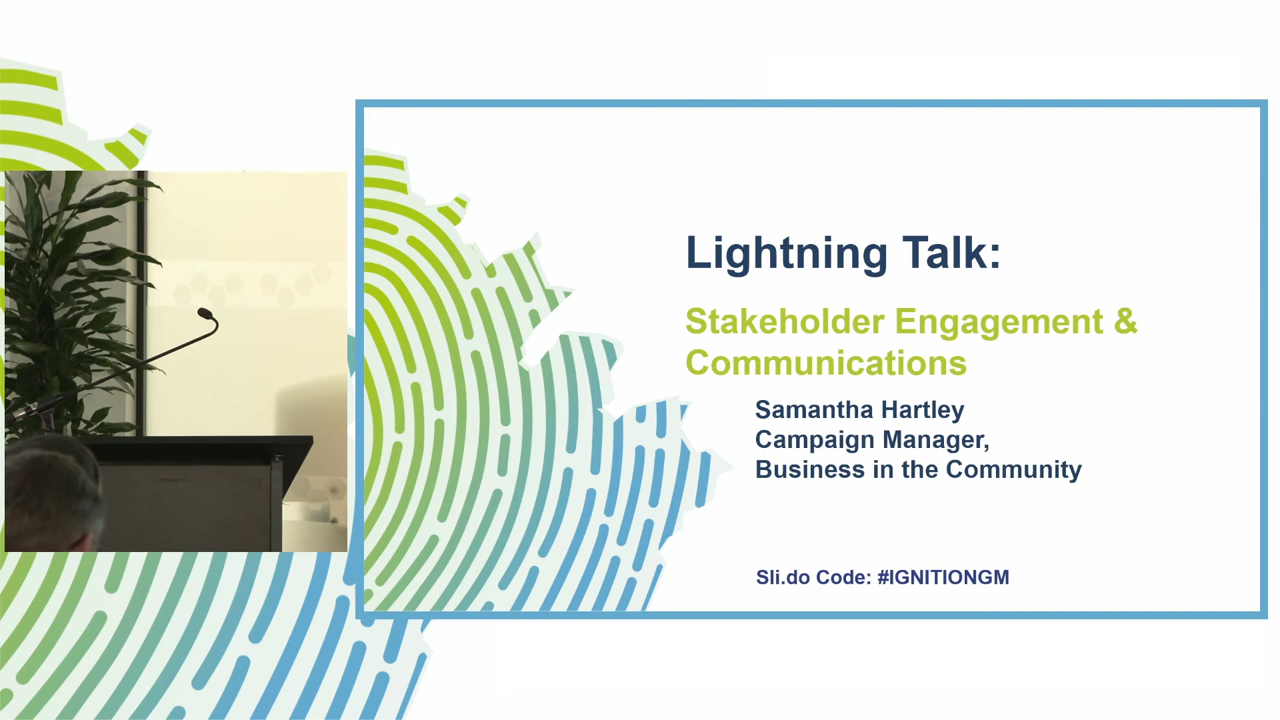 Lightning Talk:
Stakeholder Engagement &
Communications
Samantha Hartley
Campaign Manager,
Business in the Community
Sli.do Code: #IGNITIONGM